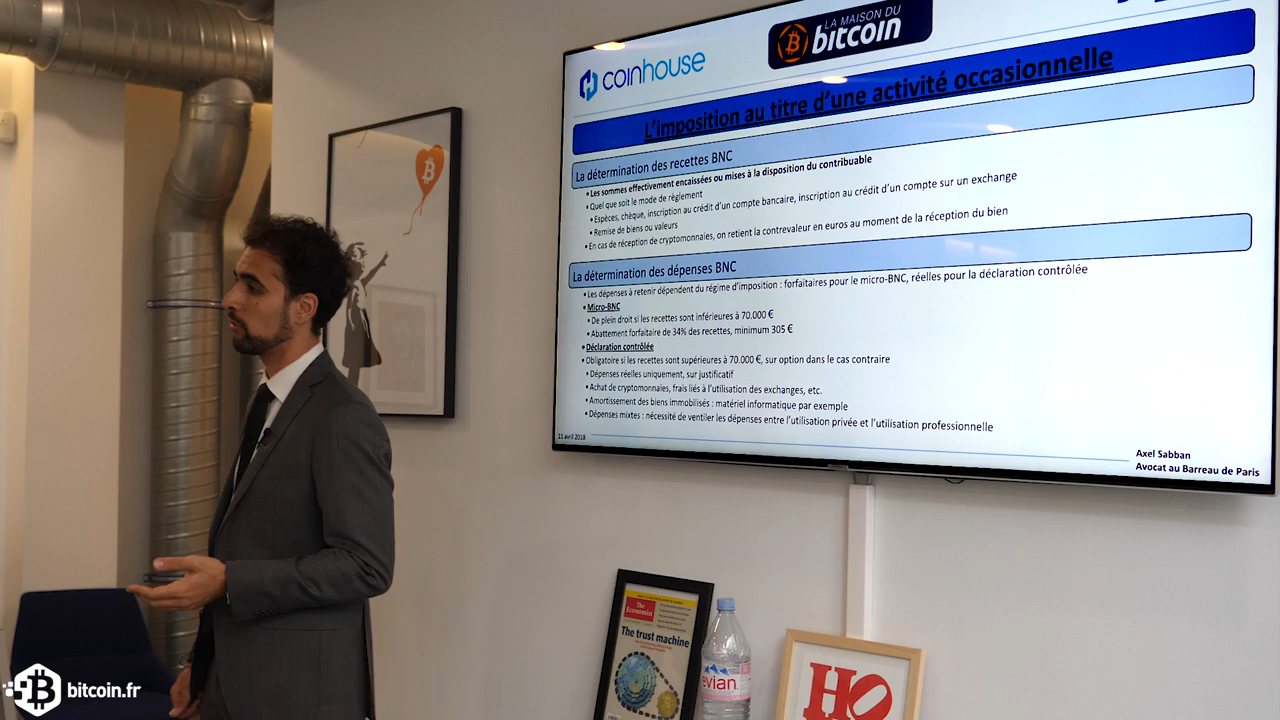 coinhouse
LA MAISON DU
bitcoin
L'imposition au titre d'une activité occasionnelle
La détermination des recettes BNC
• Les sommes effectivement encaissées ou mises à la disposition du contribuable
• Quel que soit le mode de règlement
• Espèces, chèque, inscription au crédit d'un compte bancaire, inscription au crédit d'un compte sur un exchange
• Remise de biens ou valeurs
• En cas de réception de cryptomonnaies, on retient la contrevaleur en euros au moment de la réception du bien
La détermination des dépenses BNC
• Les dépenses à retenir dépendent du régime d'imposition : forfaitaires pour le micro-BNC, réelles pour la déclaration contrôlée
• Micro-BNC
• De plein droit si les recettes sont inférieures à 70.000 €
• Abattement forfaitaire de 34% des recettes, minimum 305 €
• Déclaration contrôlée
• Obligatoire si les recettes sont supérieures à 70.000 €, sur option dans le cas contraire
• Dépenses réelles uniquement, sur justificatif
• Achat de cryptomonnaies, frais liés à l'utilisation des exchanges, etc.
• Amortissement des biens immobilisés : matériel informatique par exemple
• Dépenses mixtes : nécessité de ventiler les dépenses entre l'utilisation privée et l'utilisation professionnelle
11 avril 2018
Axel Sabban
Avocat au Barreau de Paris
The
Economist
The trust machine
evian
HO
bitcoin.fr